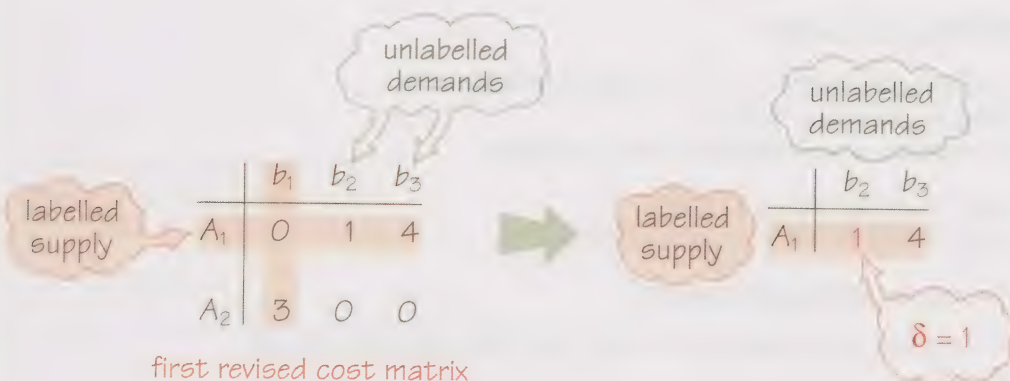 unlabelled
demands
unlabelled
demands
b₁ b₂ b₃
b₂ b₃
labelled
supply
A₁ 0 1 4
labelled
supply
A₁ 1 4
A₂ 3 0 0
δ = 1
first revised cost matrix